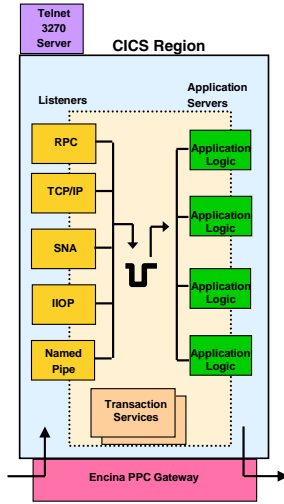 Telnet
3270
Server
CICS Region
Listeners
Application
Servers
RPC
TCP/IP
SNA
IIOP
Named
Pipe
Application
Logic
Application
Logic
Application
Logic
Application
Logic
Transaction
Services
Encina PPC Gateway